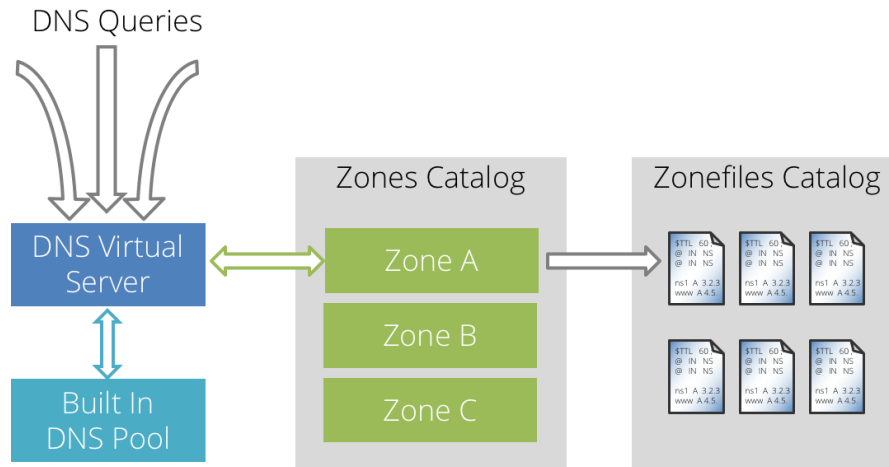 DNS Queries
DNS Virtual
Server
Built In
DNS Pool
Zones Catalog
Zone A
Zone B
Zone C
Zonefiles Catalog
$TTL 60;
@ IN NS
@ IN NS
ns1 A 3.2.3
www A 4.5.
$TTL 60;
@ IN NS
@ IN NS
ns1 A 3.2.3
www A 4.5.
$TTL 60;
@ IN NS
@ IN NS
ns1 A 3.2.3
www A 4.5.
$TTL 60;
@ IN NS
@ IN NS
ns1 A 3.2.3
www A 4.5.
$TTL 60;
@ IN NS
@ IN NS
ns1 A 3.2.3
www A 4.5.
$TTL 60;
@ IN NS
@ IN NS
ns1 A 3.2.3
www A 4.5.